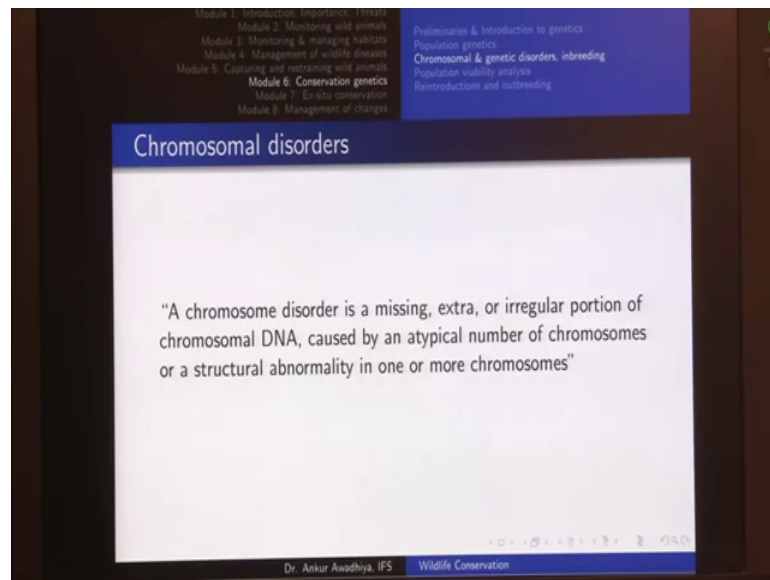 Module 1: Introduction, Importance, Threats
Module 2: Monitoring wild animals
Module 3: Monitoring & managing habitats
Module 4: Management of wildlife diseases
Module 5: Capturing and restraining wild animals
Module 6: Conservation genetics
Module 7: Ex-situ conservation
Module 8: Management of changes
Preliminaries & Introduction to genetics
Population genetics
Chromosomal & genetic disorders, inbreeding
Population viability analysis
Reintroductions and outbreeding
Chromosomal disorders
“A chromosome disorder is a missing, extra, or irregular portion of
chromosomal DNA, caused by an atypical number of chromosomes
or a structural abnormality in one or more chromosomes”
Dr. Ankur Awadhiya, IFS
Wildlife Conservation